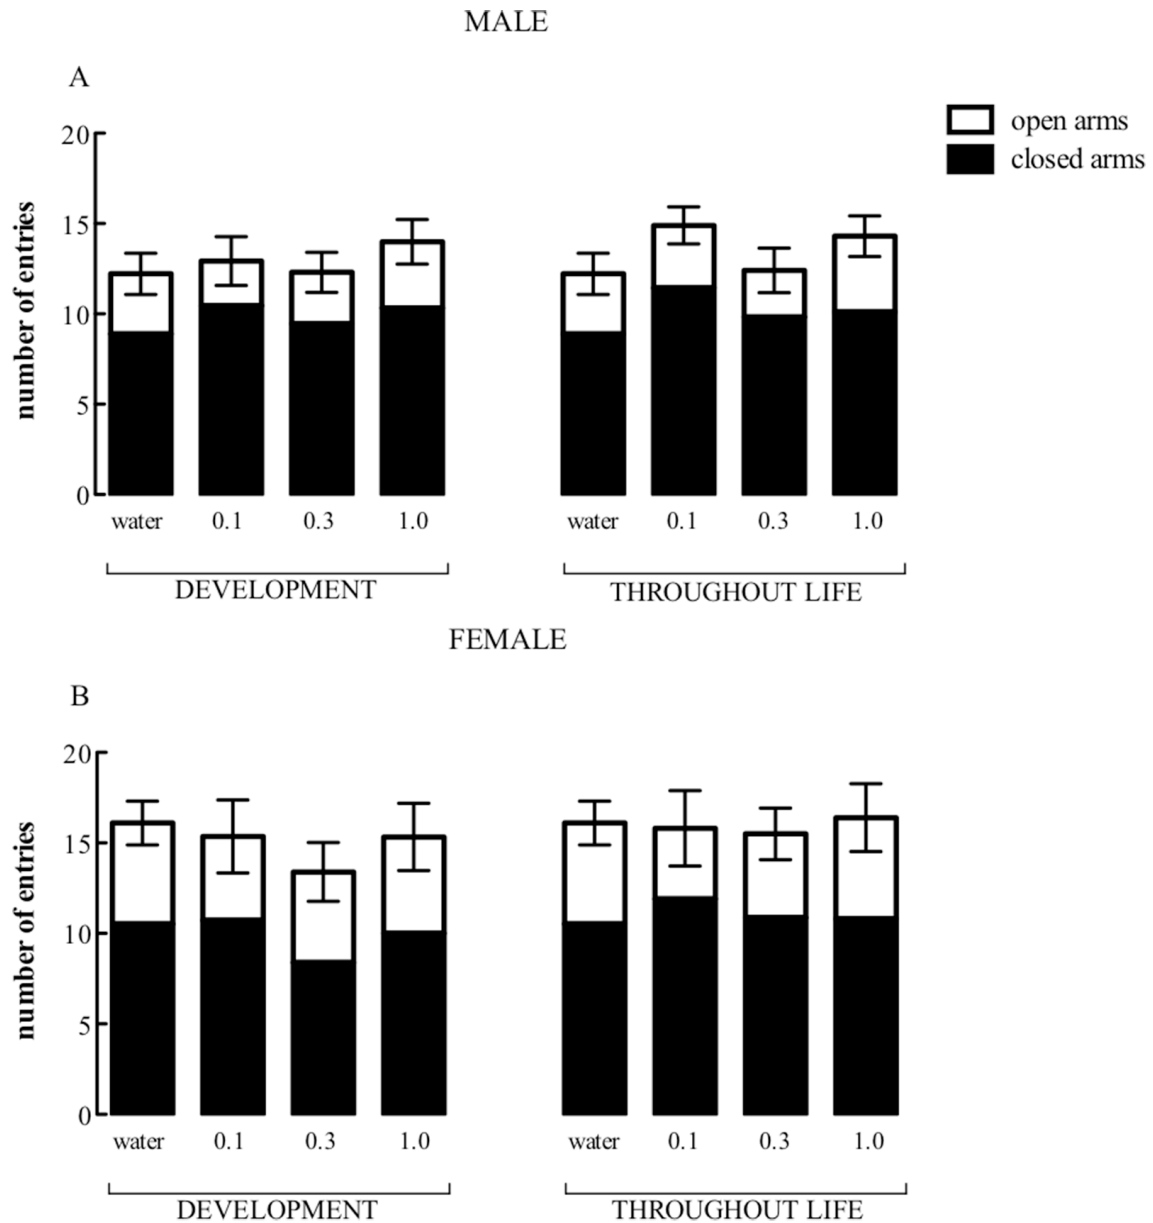 MALE
A
open arms
closed arms
number of entries
20
15
10
5
0
water 0.1 0.3 1.0 water 0.1 0.3 1.0
DEVELOPMENT THROUGHOUT LIFE
FEMALE
B
number of entries
20
15
10
5
0
water 0.1 0.3 1.0 water 0.1 0.3 1.0
DEVELOPMENT THROUGHOUT LIFE